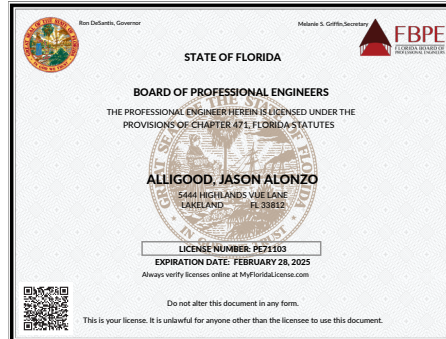 Ron DeSantis, Governor
Melanie S. Griffin,Secretary
FBPE
FLORIDA BOARD OF
PROFESSIONAL ENGINEERS
STATE OF FLORIDA
BOARD OF PROFESSIONAL ENGINEERS
THE PROFESSIONAL ENGINEER HEREIN IS LICENSED UNDER THE
PROVISIONS OF CHAPTER 471, FLORIDA STATUTES
ALLIGOOD, JASON ALONZO
5444 HIGHLANDS VUE LANE
LAKELAND FL 33812
LICENSE NUMBER: PE71103
EXPIRATION DATE: FEBRUARY 28, 2025
Always verify licenses online at MyFloridaLicense.com
Do not alter this document in any form.
This is your license. It is unlawful for anyone other than the licensee to use this document.